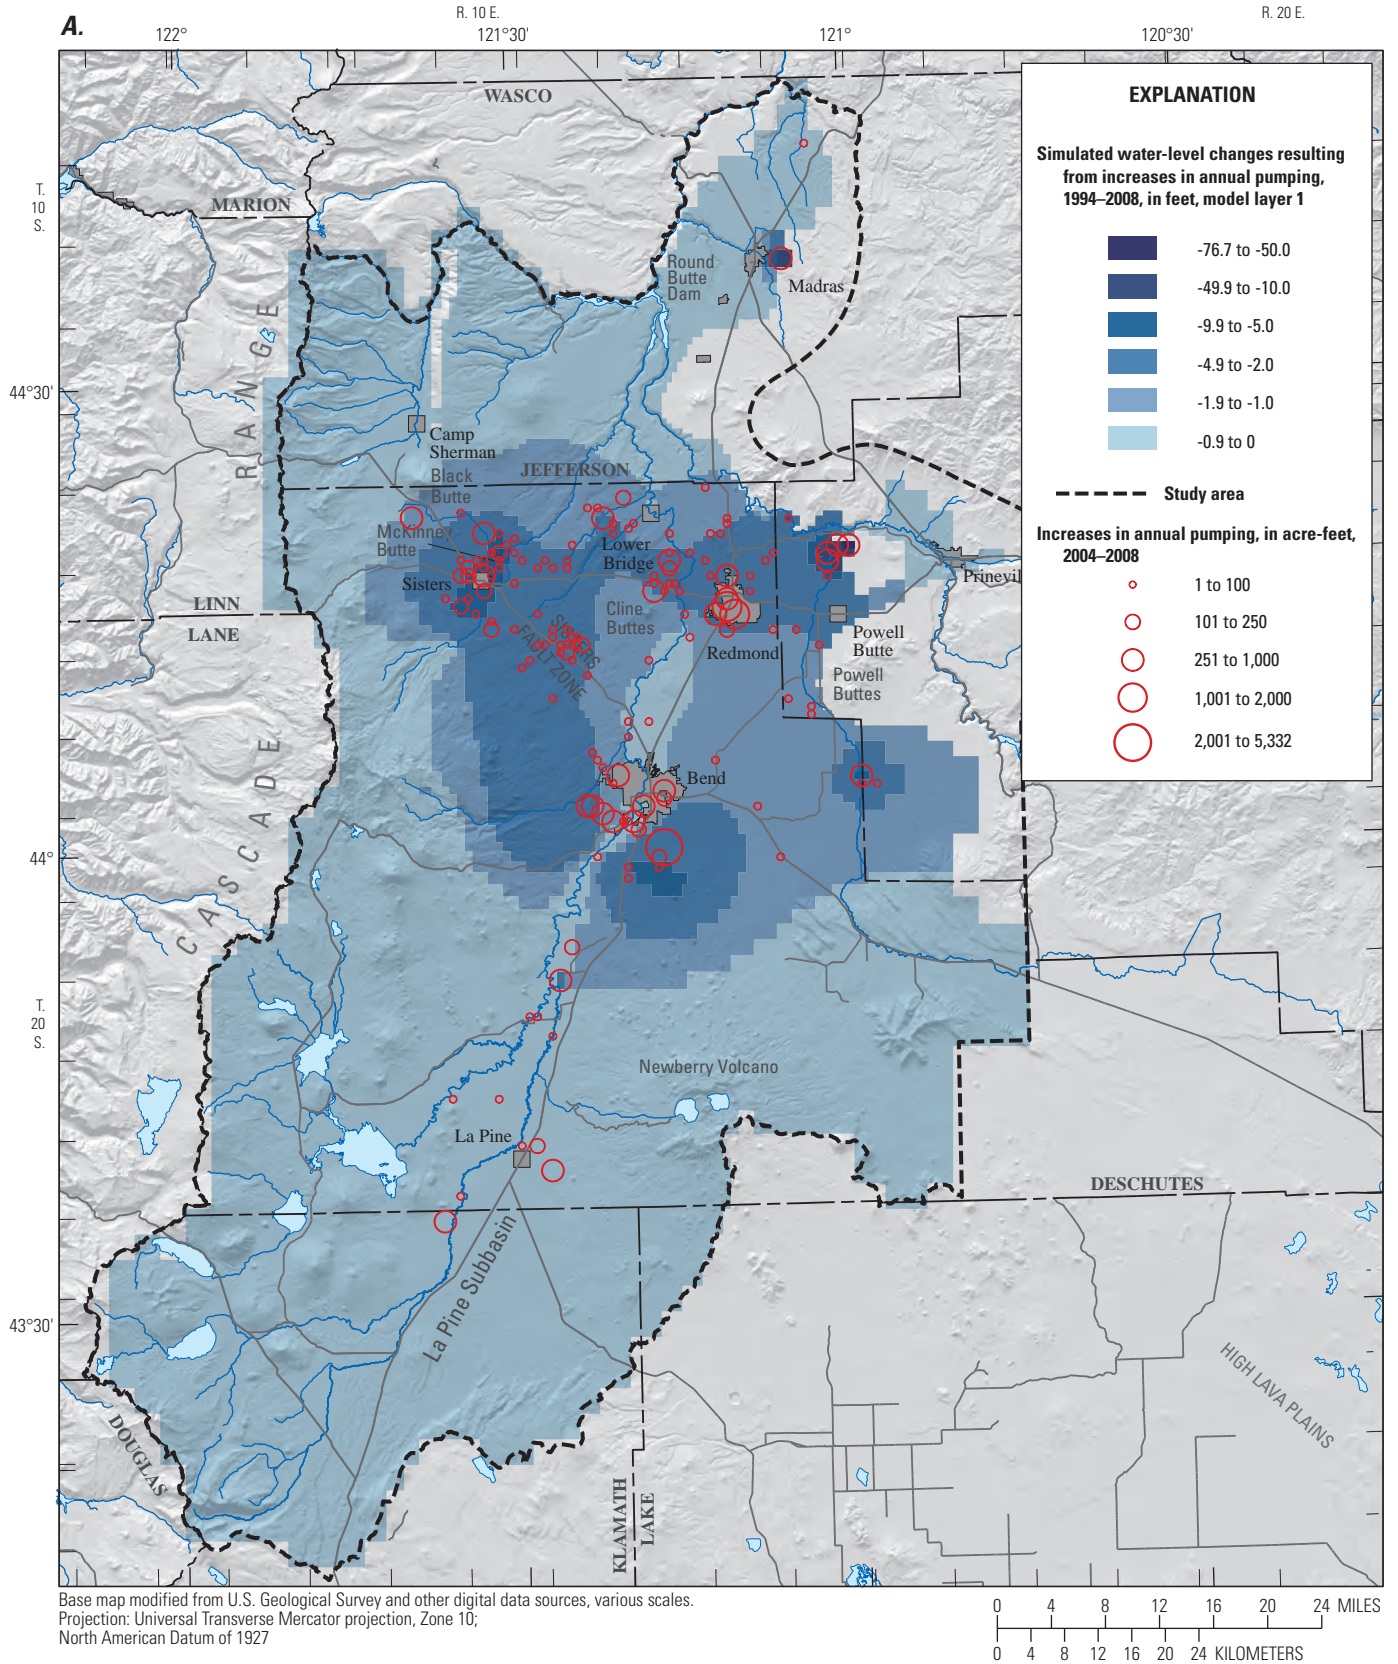 A.
R. 10 E.
R. 20 E.
122°
121°30'
121°
120°30'
T.
10
S.
44°30'
44°
T.
20
S.
43°30'
EXPLANATION
Simulated water-level changes resulting
from increases in annual pumping,
1994–2008, in feet, model layer 1
-76.7 to -50.0
-49.9 to -10.0
-9.9 to -5.0
-4.9 to -2.0
-1.9 to -1.0
-0.9 to 0
Study area
Increases in annual pumping, in acre-feet,
2004–2008
1 to 100
101 to 250
251 to 1,000
1,001 to 2,000
2,001 to 5,332
WASCO
MARION
Round
Butte
Dam
Madras
CASCADE RANGE
Camp
Sherman
Black
Butte
JEFFERSON
McKinney
Butte
Lower
Bridge
Sisters
Prinevil
LINN
LANE
Cline
Buttes
SISTERS
FAULT ZONE
Redmond
Powell
Butte
Powell
Buttes
Bend
Newberry Volcano
La Pine
DESCHUTES
La Pine Subbasin
HIGH LAVA PLAINS
DOUGLAS
KLAMATH
LAKE
Base map modified from U.S. Geological Survey and other digital data sources, various scales.
Projection: Universal Transverse Mercator projection, Zone 10;
North American Datum of 1927
0 4 8 12 16 20 24 MILES
0 4 8 12 16 20 24 KILOMETERS